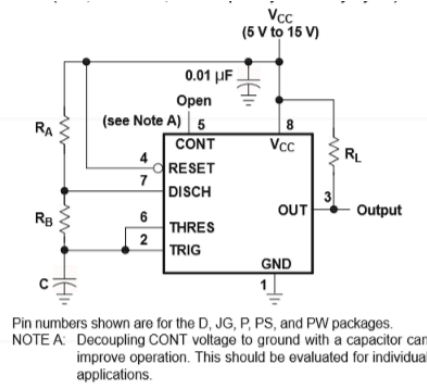 VCC
(5 V to 15 V)
0.01 µF
Open
(see Note A)
5
8
RA
CONT
VCC
RL
4
RESET
7
DISCH
3
OUT
Output
RB
6
THRES
2
TRIG
GND
C
1
Pin numbers shown are for the D, JG, P, PS, and PW packages.
NOTE A: Decoupling CONT voltage to ground with a capacitor can
improve operation. This should be evaluated for individual
applications.